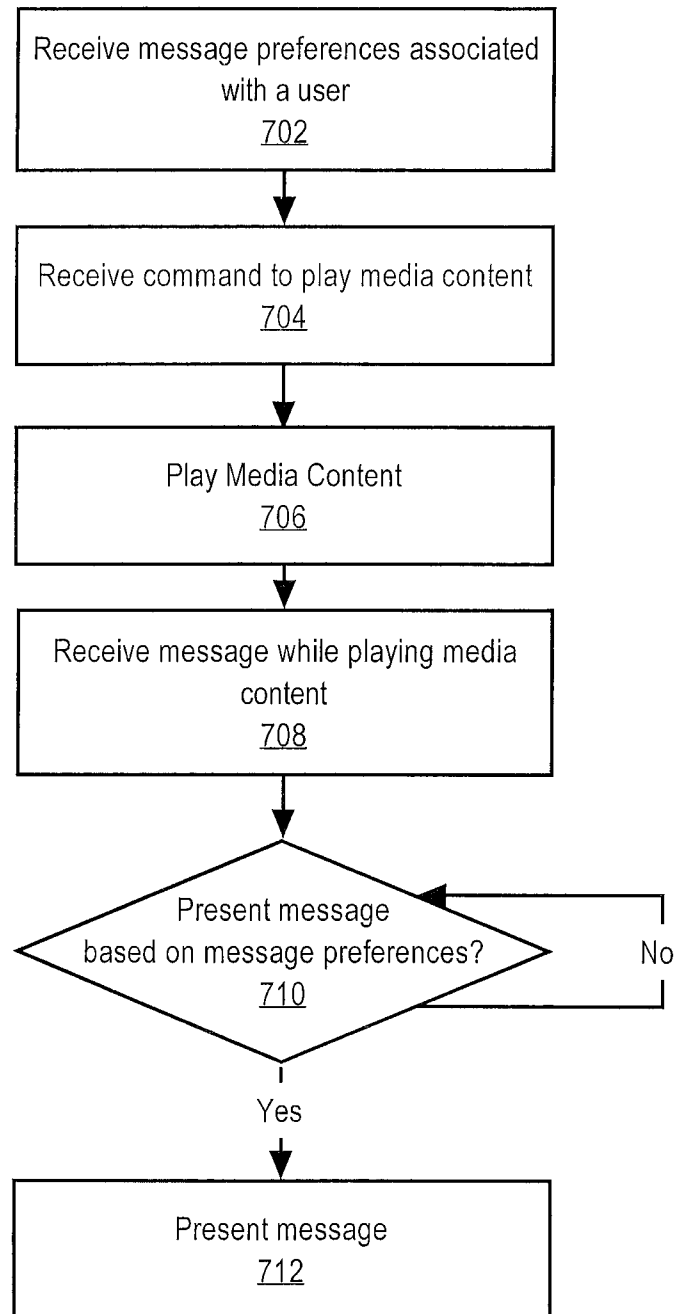 Receive message preferences associated
with a user
702
Receive command to play media content
704
Play Media Content
706
Receive message while playing media
content
708
Present message
based on message preferences?
710
No
Yes
Present message
712